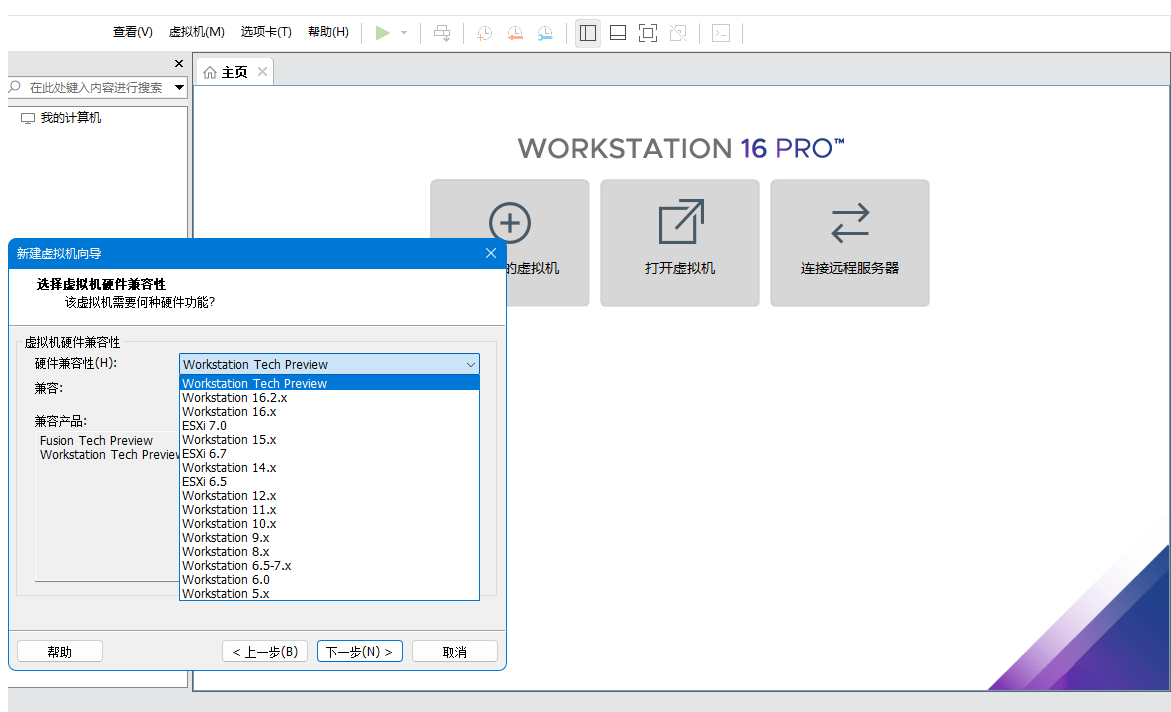 查看(V) 虚拟机(M) 选项卡(T) 帮助(H)
在此处键入内容进行搜索
我的计算机
主页
WORKSTATION 16 PRO™
的虚拟机
打开虚拟机
连接远程服务器
新建虚拟机向导
选择虚拟机硬件兼容性
该虚拟机需要何种硬件功能?
虚拟机硬件兼容性
硬件兼容性(H):
Workstation Tech Preview
兼容:
兼容产品:
Fusion Tech Preview
Workstation Tech Preview
Workstation Tech Preview
Workstation 16.2.x
Workstation 16.x
ESXi 7.0
Workstation 15.x
ESXi 6.7
Workstation 14.x
ESXi 6.5
Workstation 12.x
Workstation 11.x
Workstation 10.x
Workstation 9.x
Workstation 8.x
Workstation 6.5-7.x
Workstation 6.0
Workstation 5.x
帮助
< 上一步(B)
下一步(N) >
取消